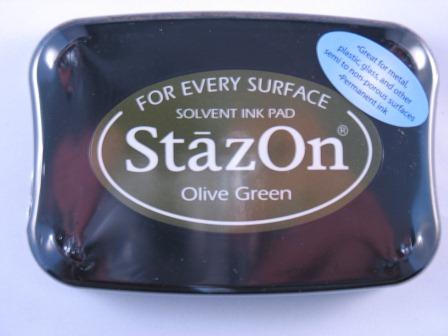 FOR EVERY SURFACE
SOLVENT INK PAD
StāzOn®
Olive Green
•Great for metal,
plastic, glass, and other
semi to non-porous surfaces
•Permanent ink